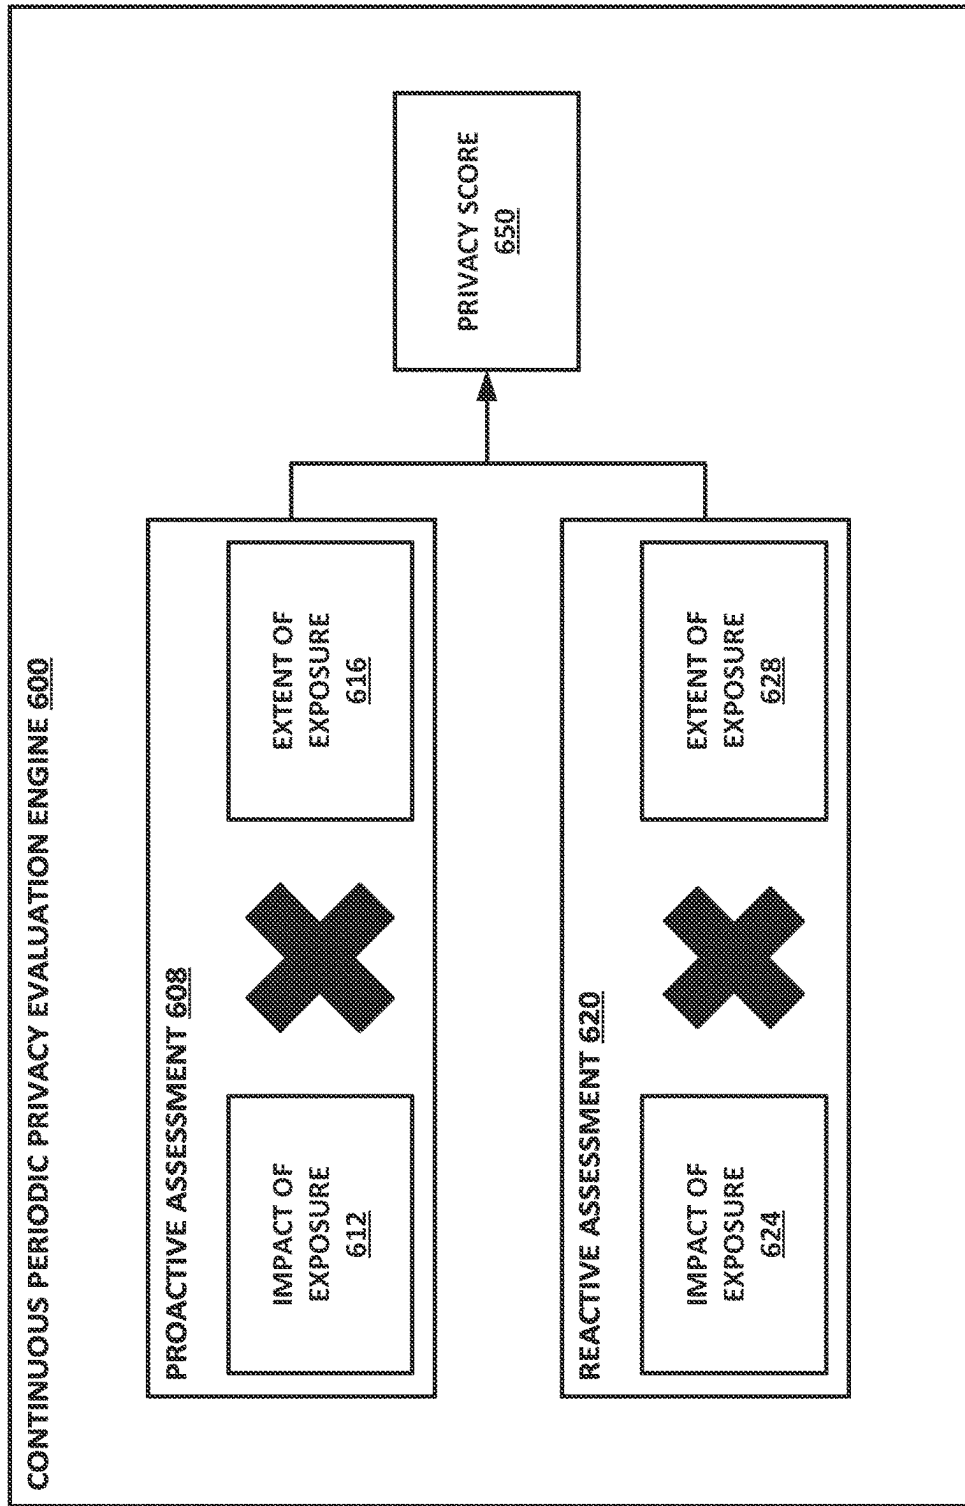 CONTINUOUS PERIODIC PRIVACY EVALUATION ENGINE 600
PROACTIVE ASSESSMENT 608
IMPACT OF
EXPOSURE
612
EXTENT OF
EXPOSURE
616
REACTIVE ASSESSMENT 620
IMPACT OF
EXPOSURE
624
EXTENT OF
EXPOSURE
628
PRIVACY SCORE
650